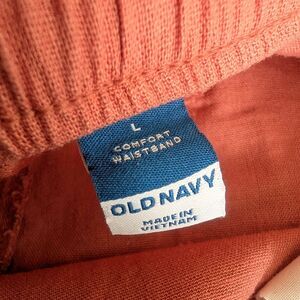 L
COMFORT
WAISTBAND
OLD NAVY
MADE IN
VIETNAM